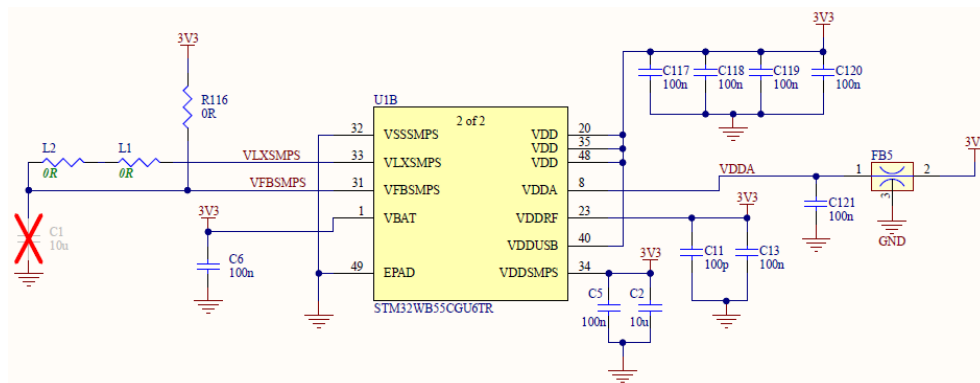 3V3
3V3
C117
100n
C118
100n
C119
100n
C120
100n
R116
0R
U1B
2 of 2
32
VSSSMPS
VDD
20
VDD
35
L2
L1
VLXSMPS
33
VLXSMPS
VDD
48
0R
0R
VFBSMPS
31
VFBSMPS
VDDA
8
VDDA
1
FB5
2
3V
3
C121
100n
GND
3V3
1
VBAT
VDDRF
23
3V3
C1
10u
VDDUSB
40
C11
100p
C13
100n
C6
100n
49
EPAD
VDDSMPS
34
3V3
STM32WB55CGU6TR
C5
100n
C2
10u